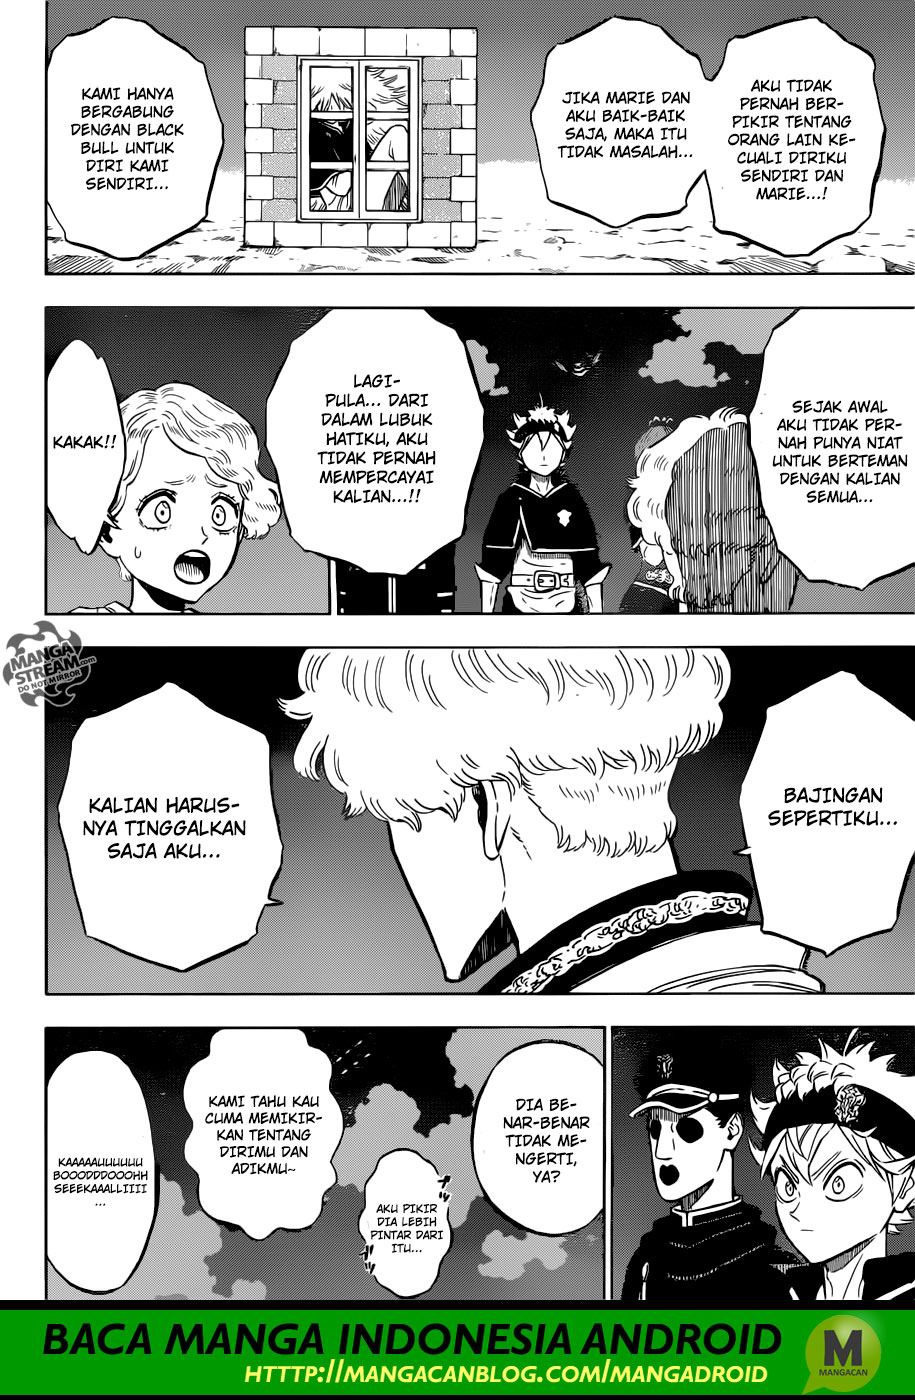 AKU TIDAK
PERNAH BER-
PIKIR TENTANG
ORANG LAIN KE-
CUALI DIRIKU
SENDIRI DAN
MARIE...!
JIKA MARIE DAN
AKU BAIK-BAIK
SAJA, MAKA ITU
TIDAK MASALAH...
KAMI HANYA
BERGABUNG
DENGAN BLACK
BULL UNTUK
DIRI KAMI
SENDIRI...
SEJAK AWAL
AKU TIDAK PER-
NAH PUNYA NIAT
UNTUK BERTEMAN
DENGAN KALIAN
SEMUA...
LAGI-
PULA... DARI
DALAM LUBUK
HATIKU, AKU
TIDAK PERNAH
MEMPERCAYAI
KALIAN...!!
KAKAK!!
MANGA
STREAM.com
DO NOT MIRROR
BAJINGAN
SEPERTIKU...
KALIAN HARUS-
NYA TINGGALKAN
SAJA AKU...
DIA BE-
NAR-BENAR
TIDAK ME-
NGERTI,
YA?
AKU PIKIR
DIA LEBIH
PINTAR DARI
ITU...
KAMI TAHU KAU
CUMA MEMIKIR-
KAN TENTANG
DIRIMU DAN
ADIKMU~
KAAAAAUUUUUU
BOOODDDOOOHH
SEEEKAAALLIIII
...
BACA MANGA INDONESIA ANDROID
HTTTP://MANGACANBLOG.COM/MANGADROID
M
MANGACAN